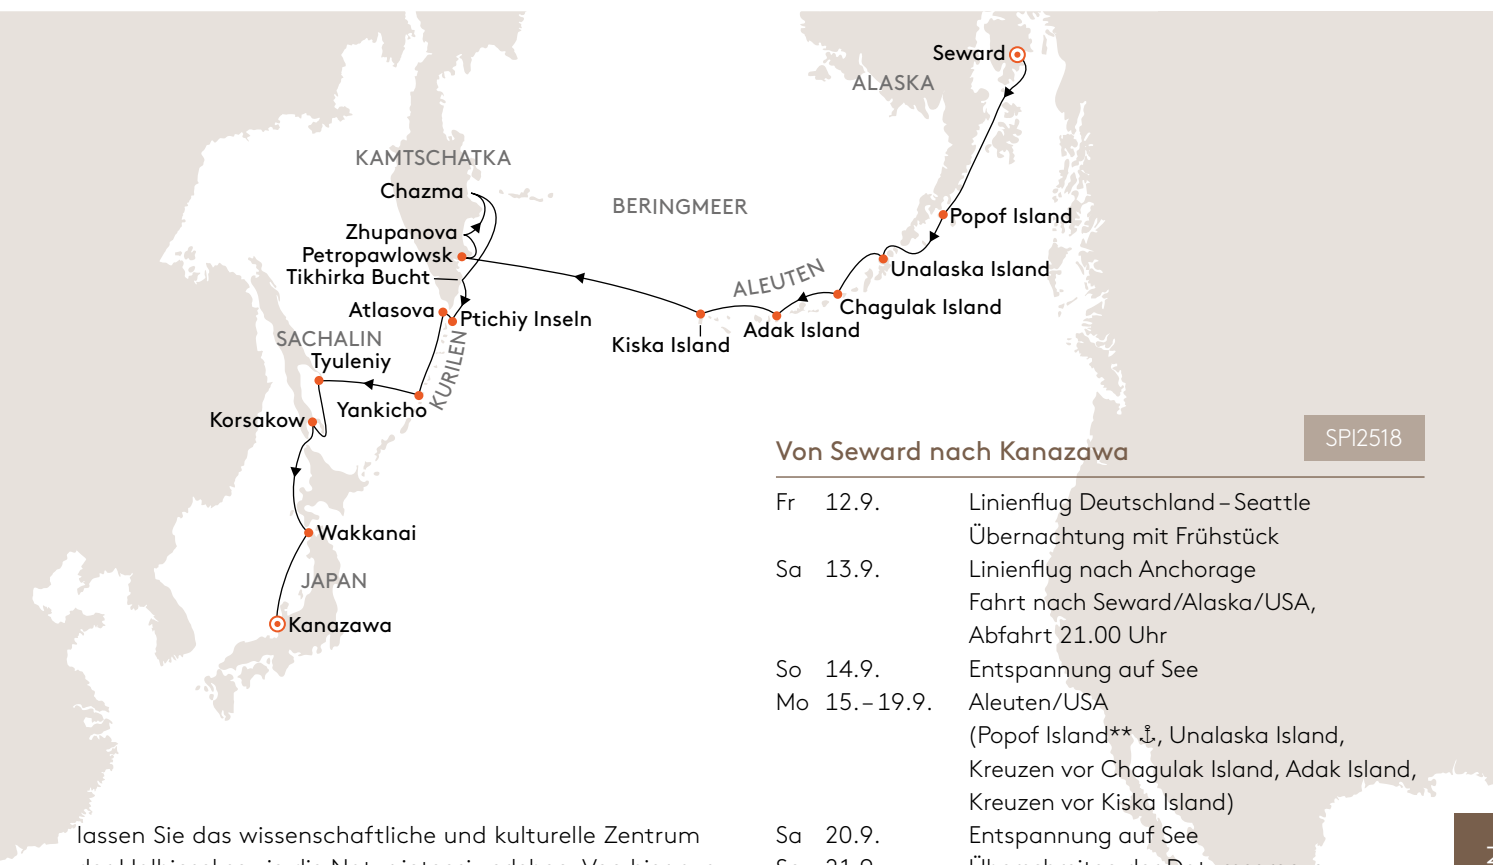 Seward
ALASKA
KAMTSCHATKA
Chazma
BERINGMEER
Popof Island
Zhupanova
Petropawlowsk
Tikhirka Bucht
Unalaska Island
ALEUTEN
Chagulak Island
Atlasova
Ptichiy Inseln
Adak Island
SACHALIN
Kiska Island
Tyuleniy
KURILEN
Yankicho
Korsakow
Wakkanai
JAPAN
Kanazawa
Von Seward nach Kanazawa
SPI2518
Fr 12.9. Linienflug Deutschland – Seattle
Übernachtung mit Frühstück
Sa 13.9. Linienflug nach Anchorage
Fahrt nach Seward/Alaska/USA,
Abfahrt 21.00 Uhr
So 14.9. Entspannung auf See
Mo 15. – 19.9. Aleuten/USA
(Popof Island** ⚓, Unalaska Island,
Kreuzen vor Chagulak Island, Adak Island,
Kreuzen vor Kiska Island)
Sa 20.9. Entspannung auf See
lassen Sie das wissenschaftliche und kulturelle Zentrum